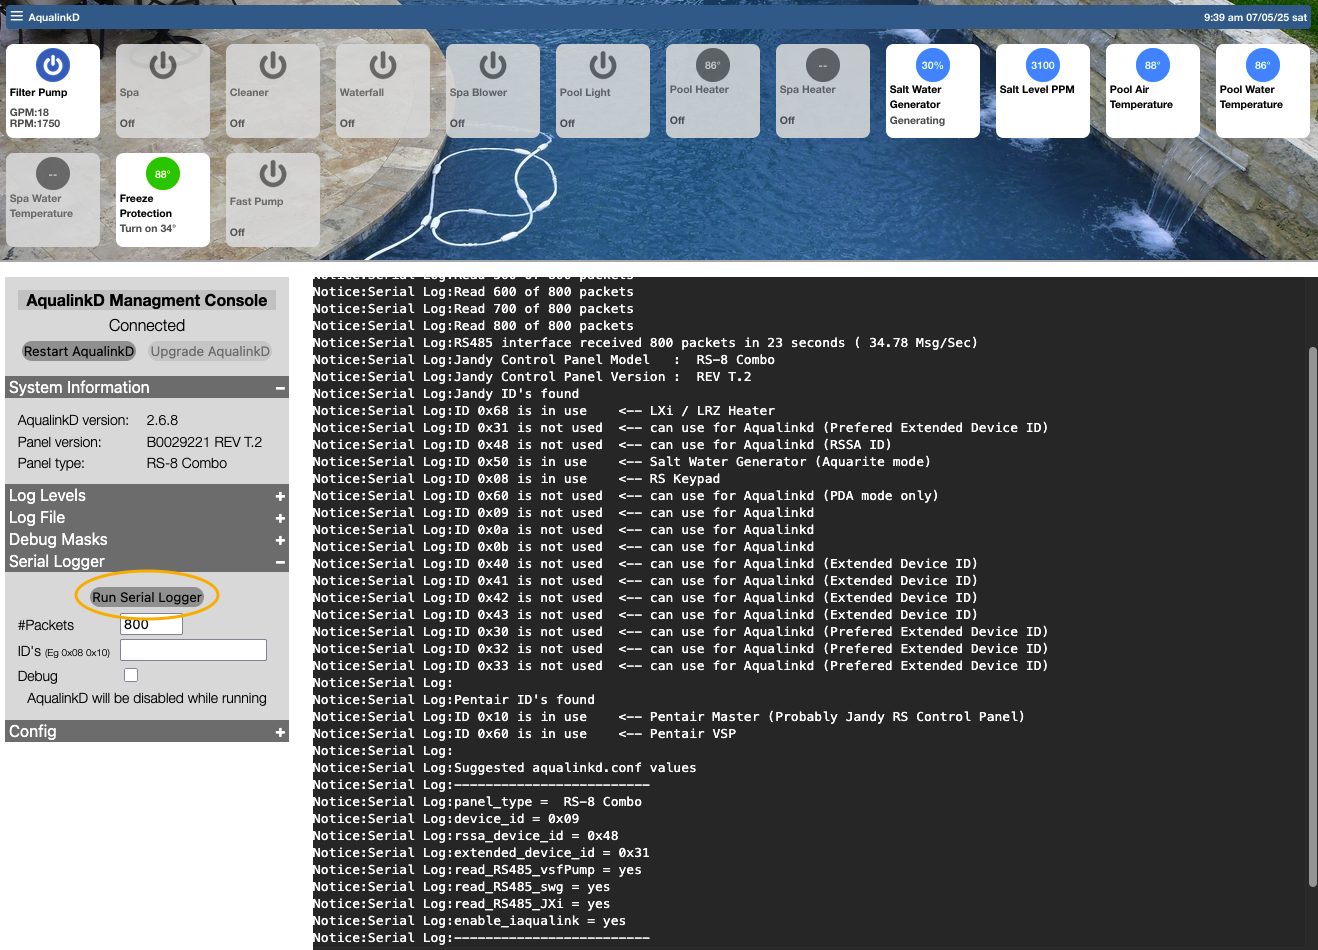 AqualinkD
9:39 am 07/05/25 sat
Filter Pump
GPM:18
RPM:1750
Spa
Off
Cleaner
Off
Waterfall
Off
Spa Blower
Off
Pool Light
Off
86°
Pool Heater
Off
--
Spa Heater
Off
30%
Salt Water
Generator
Generating
3100
Salt Level PPM
88°
Pool Air
Temperature
86°
Pool Water
Temperature
--
Spa Water
Temperature
88°
Freeze
Protection
Turn on 34°
Fast Pump
Off
AqualinkD Managment Console
Connected
Restart AqualinkD Upgrade AqualinkD
System Information –
AqualinkD version: 2.6.8
Panel version: B0029221 REV T.2
Panel type: RS-8 Combo
Log Levels +
Log File +
Debug Masks +
Serial Logger –
Run Serial Logger
#Packets 800
ID's (Eg 0x08 0x10)
Debug
AqualinkD will be disabled while running
Config +
Notice:Serial Log:Read 500 of 800 packets
Notice:Serial Log:Read 600 of 800 packets
Notice:Serial Log:Read 700 of 800 packets
Notice:Serial Log:Read 800 of 800 packets
Notice:Serial Log:RS485 interface received 800 packets in 23 seconds ( 34.78 Msg/Sec)
Notice:Serial Log:Jandy Control Panel Model   :  RS-8 Combo
Notice:Serial Log:Jandy Control Panel Version :  REV T.2
Notice:Serial Log:Jandy ID's found
Notice:Serial Log:ID 0x68 is in use    <-- LXi / LRZ Heater
Notice:Serial Log:ID 0x31 is not used  <-- can use for Aqualinkd (Prefered Extended Device ID)
Notice:Serial Log:ID 0x48 is not used  <-- can use for Aqualinkd (RSSA ID)
Notice:Serial Log:ID 0x50 is in use    <-- Salt Water Generator (Aquarite mode)
Notice:Serial Log:ID 0x08 is in use    <-- RS Keypad
Notice:Serial Log:ID 0x60 is not used  <-- can use for Aqualinkd (PDA mode only)
Notice:Serial Log:ID 0x09 is not used  <-- can use for Aqualinkd
Notice:Serial Log:ID 0x0a is not used  <-- can use for Aqualinkd
Notice:Serial Log:ID 0x0b is not used  <-- can use for Aqualinkd
Notice:Serial Log:ID 0x40 is not used  <-- can use for Aqualinkd (Extended Device ID)
Notice:Serial Log:ID 0x41 is not used  <-- can use for Aqualinkd (Extended Device ID)
Notice:Serial Log:ID 0x42 is not used  <-- can use for Aqualinkd (Extended Device ID)
Notice:Serial Log:ID 0x43 is not used  <-- can use for Aqualinkd (Extended Device ID)
Notice:Serial Log:ID 0x30 is not used  <-- can use for Aqualinkd (Prefered Extended Device ID)
Notice:Serial Log:ID 0x32 is not used  <-- can use for Aqualinkd (Prefered Extended Device ID)
Notice:Serial Log:ID 0x33 is not used  <-- can use for Aqualinkd (Prefered Extended Device ID)
Notice:Serial Log:
Notice:Serial Log:Pentair ID's found
Notice:Serial Log:ID 0x10 is in use    <-- Pentair Master (Probably Jandy RS Control Panel)
Notice:Serial Log:ID 0x60 is in use    <-- Pentair VSP
Notice:Serial Log:
Notice:Serial Log:Suggested aqualinkd.conf values
Notice:Serial Log:-------------------------
Notice:Serial Log:panel_type =  RS-8 Combo
Notice:Serial Log:device_id = 0x09
Notice:Serial Log:rssa_device_id = 0x48
Notice:Serial Log:extended_device_id = 0x31
Notice:Serial Log:read_RS485_vsfPump = yes
Notice:Serial Log:read_RS485_swg = yes
Notice:Serial Log:read_RS485_JXi = yes
Notice:Serial Log:enable_iaqualink = yes
Notice:Serial Log:-------------------------